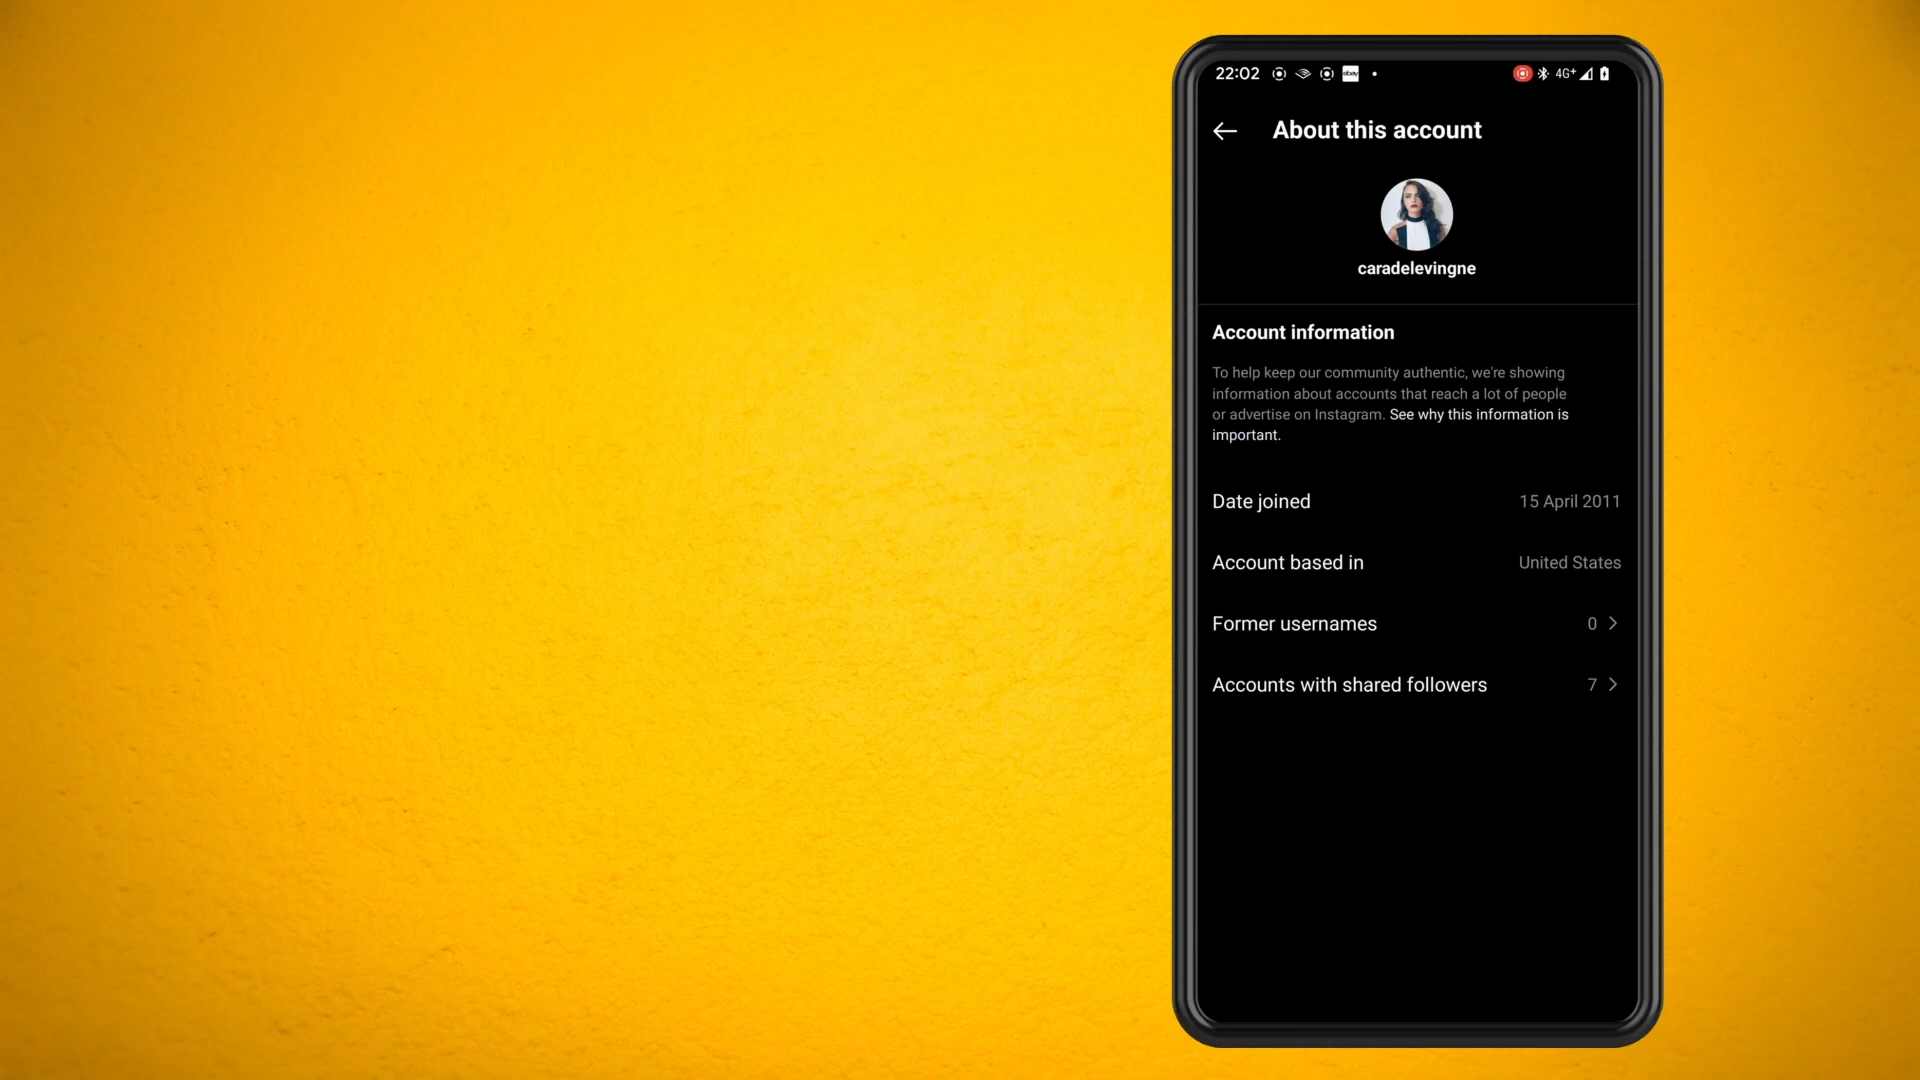 22:02 ebay 4G+
About this account
caradelevingne
Account information
To help keep our community authentic, we're showing
information about accounts that reach a lot of people
or advertise on Instagram. See why this information is
important.
Date joined 15 April 2011
Account based in United States
Former usernames 0
Accounts with shared followers 7